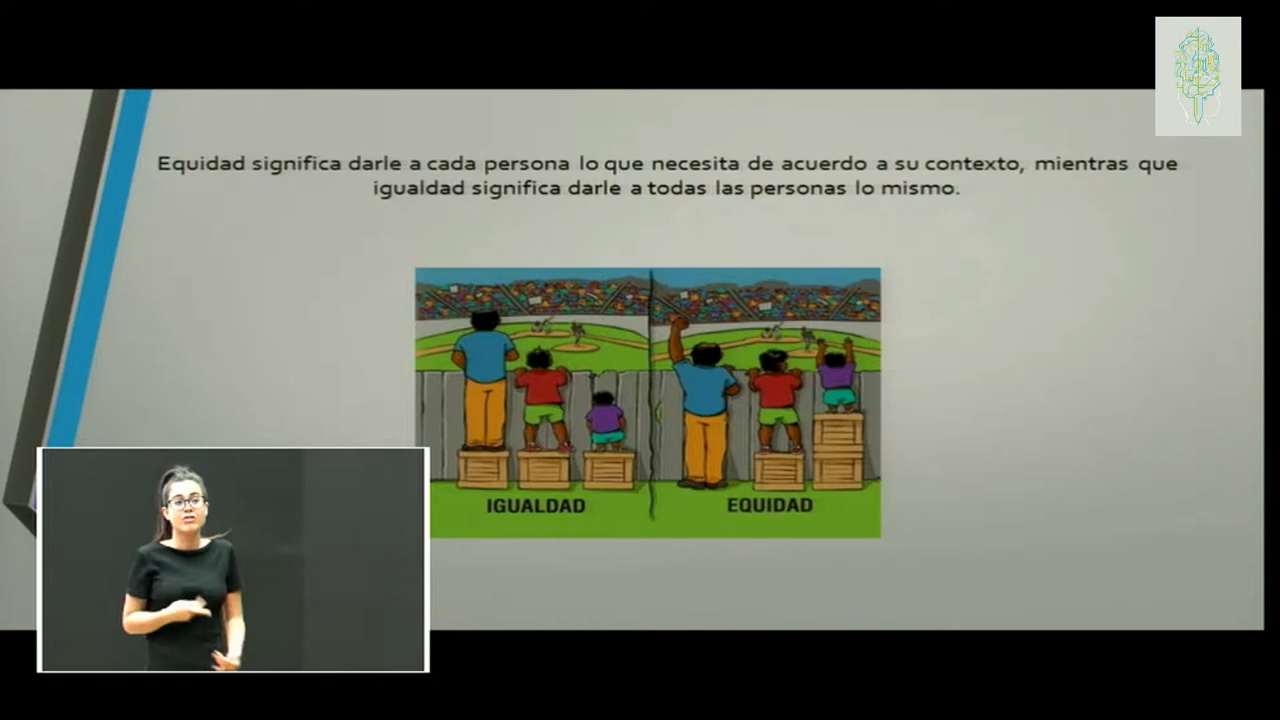 Equidad significa darle a cada persona lo que necesita de acuerdo a su contexto, mientras que
igualdad significa darle a todas las personas lo mismo.
IGUALDAD
EQUIDAD